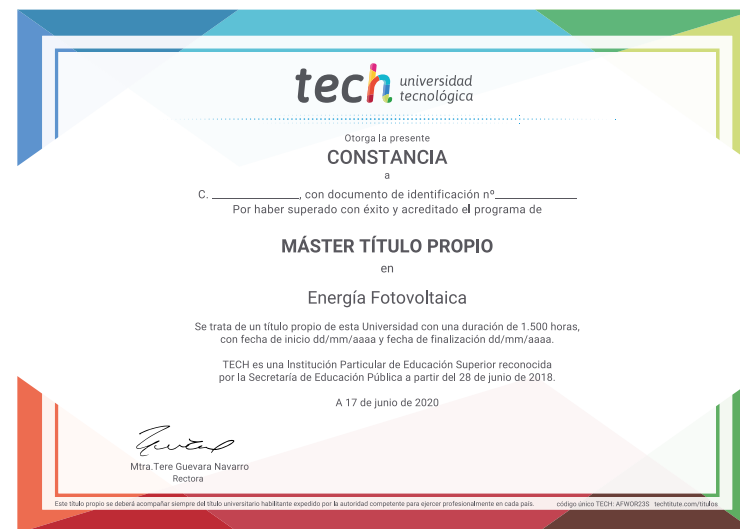 tech universidad
tecnológica
Otorga la presente
CONSTANCIA
a
C. ____________, con documento de identificación nº____________
Por haber superado con éxito y acreditado el programa de
MÁSTER TÍTULO PROPIO
en
Energía Fotovoltaica
Se trata de un título propio de esta Universidad con una duración de 1.500 horas,
con fecha de inicio dd/mm/aaaa y fecha de finalización dd/mm/aaaa.
TECH es una Institución Particular de Educación Superior reconocida
por la Secretaría de Educación Pública a partir del 28 de junio de 2018.
A 17 de junio de 2020
Mtra.Tere Guevara Navarro
Rectora
Este título propio se deberá acompañar siempre del título universitario habilitante expedido por la autoridad competente para ejercer profesionalmente en cada país. código único TECH: AFWOR23S techtitute.com/titulos